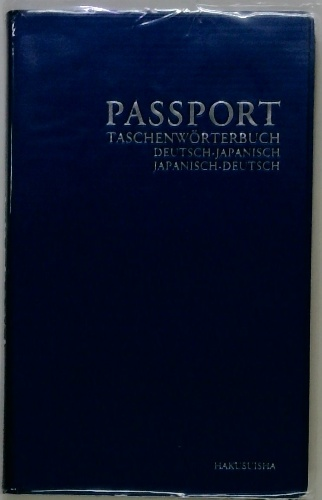 PASSPORT
TASCHENWÖRTERBUCH
DEUTSCH-JAPANISCH
JAPANISCH-DEUTSCH
HAKUSUISHA